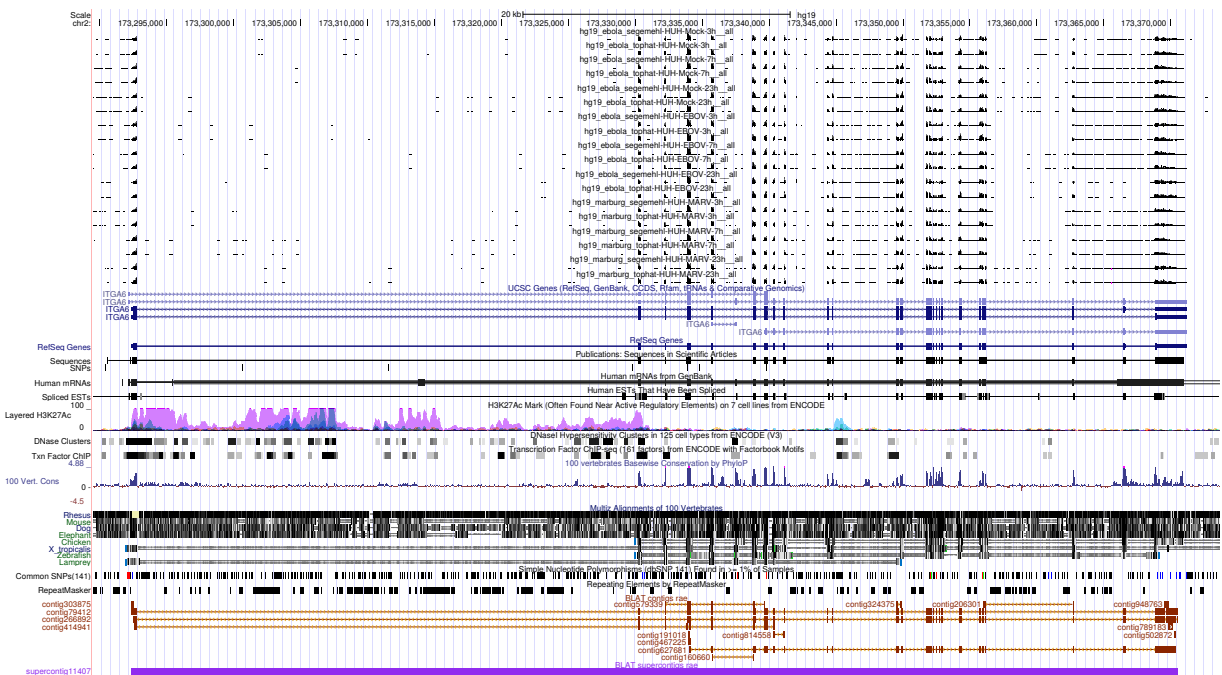 Scale 20 kb hg19
chr2: 173,295,000 173,300,000 173,305,000 173,310,000 173,315,000 173,320,000 173,325,000 173,330,000 173,335,000 173,340,000 173,345,000 173,350,000 173,355,000 173,360,000 173,365,000 173,370,000
hg19_ebola_segemehl-HUH-Mock-3h__all
hg19_ebola_tophat-HUH-Mock-3h__all
hg19_ebola_segemehl-HUH-Mock-7h__all
hg19_ebola_tophat-HUH-Mock-7h__all
hg19_ebola_segemehl-HUH-Mock-23h__all
hg19_ebola_tophat-HUH-Mock-23h__all
hg19_ebola_segemehl-HUH-EBOV-3h__all
hg19_ebola_tophat-HUH-EBOV-3h__all
hg19_ebola_segemehl-HUH-EBOV-7h__all
hg19_ebola_tophat-HUH-EBOV-7h__all
hg19_ebola_segemehl-HUH-EBOV-23h__all
hg19_ebola_tophat-HUH-EBOV-23h__all
hg19_marburg_segemehl-HUH-MARV-3h__all
hg19_marburg_tophat-HUH-MARV-3h__all
hg19_marburg_segemehl-HUH-MARV-7h__all
hg19_marburg_tophat-HUH-MARV-7h__all
hg19_marburg_segemehl-HUH-MARV-23h__all
hg19_marburg_tophat-HUH-MARV-23h__all
UCSC Genes (RefSeq, GenBank, CCDS, Rfam, tRNAs & Comparative Genomics)
ITGA6
ITGA6
ITGA6
ITGA6
ITGA6
ITGA6
RefSeq Genes
RefSeq Genes
Publications: Sequences in Scientific Articles
Sequences
SNPs
Human mRNAs from GenBank
Human mRNAs
Human ESTs That Have Been Spliced
Spliced ESTs
H3K27Ac Mark (Often Found Near Active Regulatory Elements) on 7 cell lines from ENCODE
100
Layered H3K27Ac
0
DNaseI Hypersensitivity Clusters in 125 cell types from ENCODE (V3)
DNase Clusters
Transcription Factor ChIP-seq (161 factors) from ENCODE with Factorbook Motifs
Txn Factor ChIP
100 vertebrates Basewise Conservation by PhyloP
4.88
100 Vert. Cons
0
-4.5
Multiz Alignments of 100 Vertebrates
Rhesus
Mouse
Dog
Elephant
Chicken
X_tropicalis
Zebrafish
Lamprey
Simple Nucleotide Polymorphisms (dbSNP 141) Found in >= 1% of Samples
Common SNPs(141)
Repeating Elements by RepeatMasker
RepeatMasker
BLAT contigs rae
contig303875 contig579339 contig324375 contig206301 contig948763
contig79412
contig266892
contig414941 contig789183
contig191018 contig814558 contig502872
contig467225
contig627681
contig160660
BLAT supercontigs rae
supercontig11407